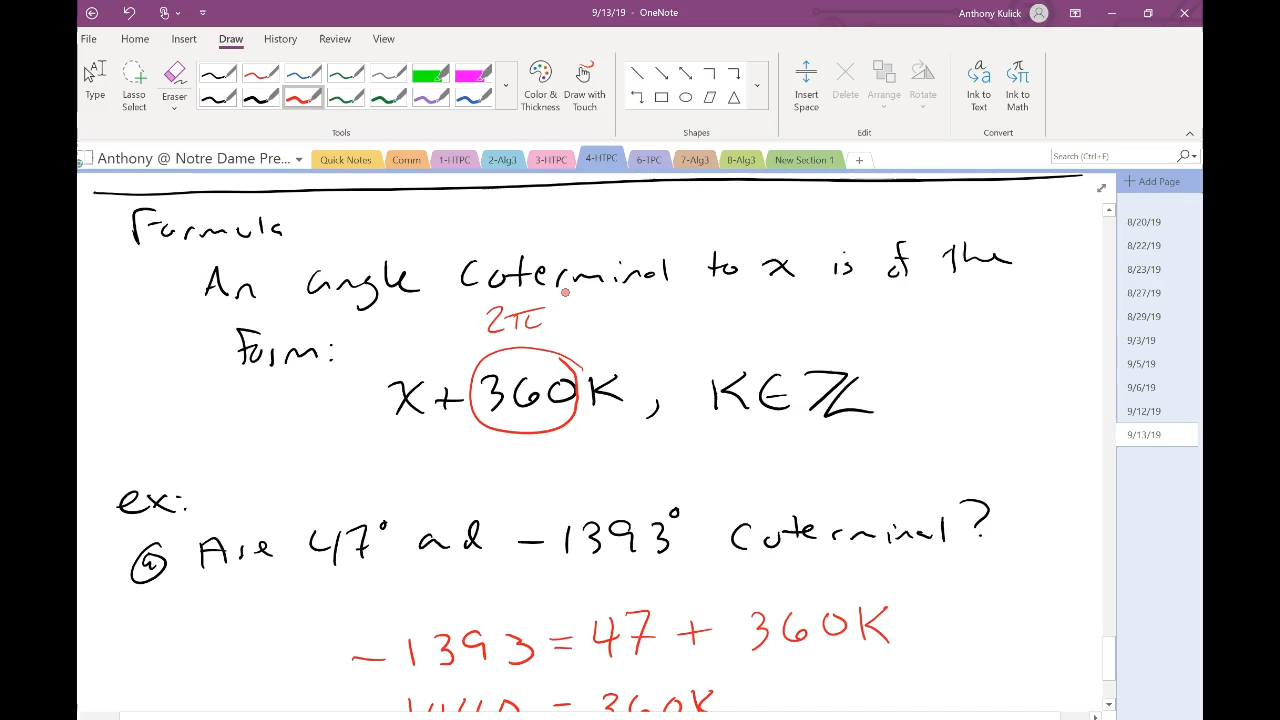 9/13/19 - OneNote
Anthony Kulick
File Home Insert Draw History Review View
Type
Lasso Select
Eraser
Color & Thickness
Draw with Touch
Insert Space
Delete
Arrange
Rotate
Ink to Text
Ink to Math
Tools
Shapes
Edit
Convert
Anthony @ Notre Dame Pre...
Quick Notes Comm 1-HTPC 2-Alg3 3-HTPC 4-HTPC 6-TPC 7-Alg3 8-Alg3 New Section 1
Search (Ctrl+F)
Add Page
8/20/19
8/22/19
8/23/19
8/27/19
8/29/19
9/3/19
9/5/19
9/6/19
9/12/19
9/13/19
Formula
An angle coterminal to x is of the
2π
form:
x + 360K, K ∈ ℤ
ex:
ⓐ Are 47° ad -1393° coterminal?
-1393 = 47 + 360K
= 360K